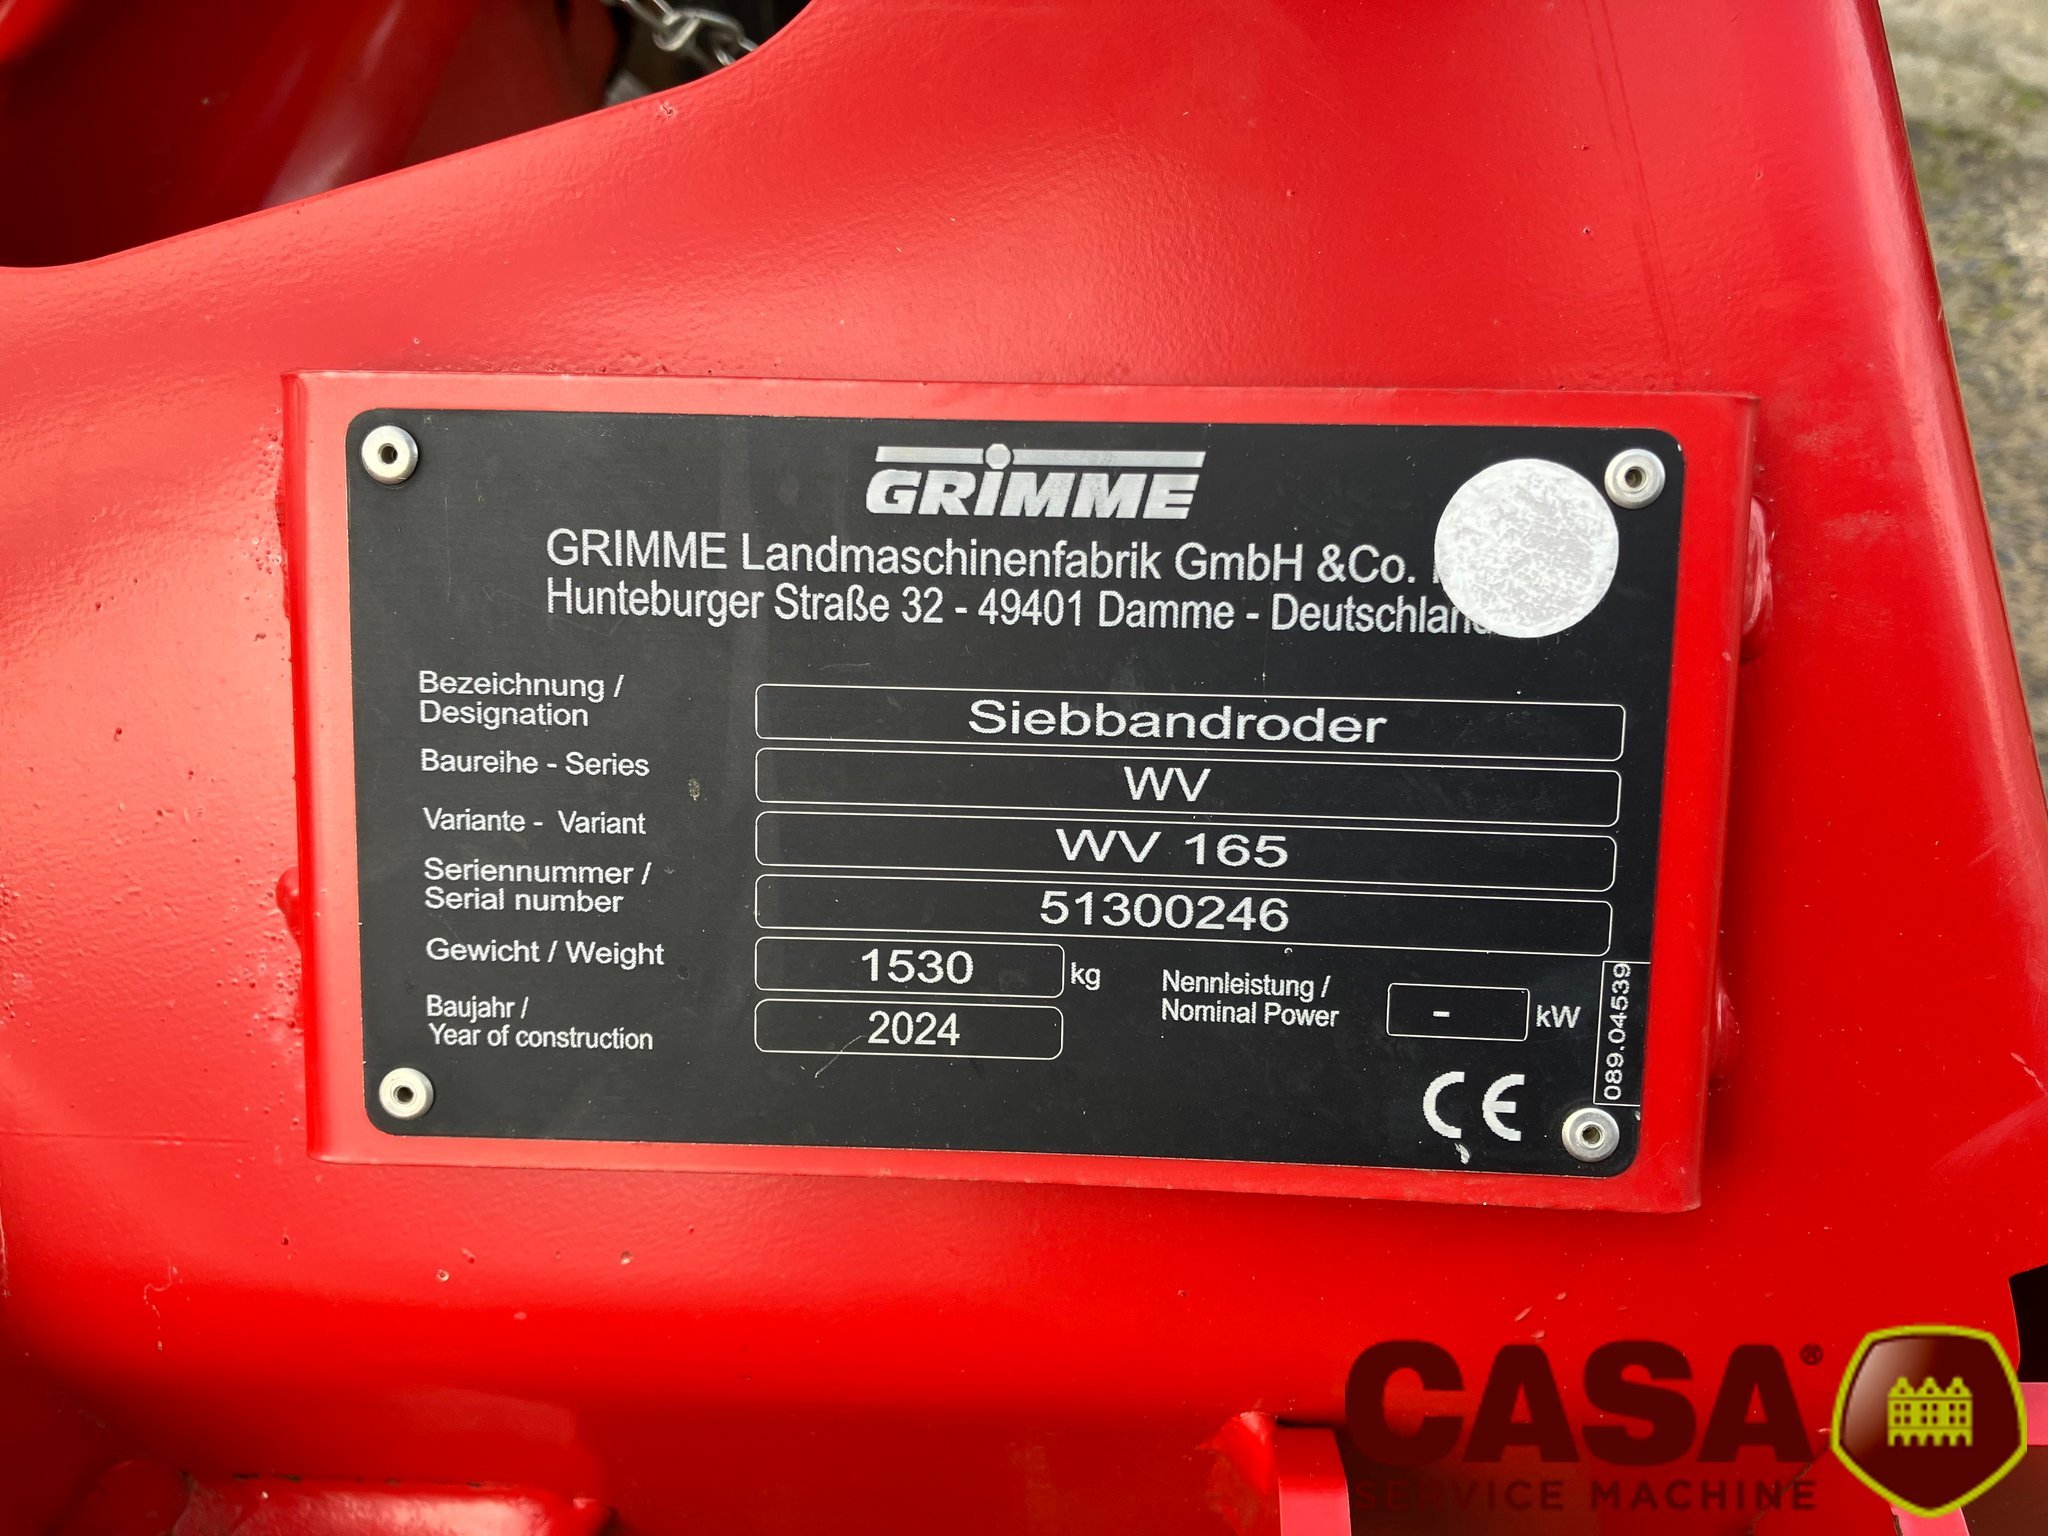 GRIMME
GRIMME Landmaschinenfabrik GmbH &Co.
Hunteburger Straße 32 - 49401 Damme - Deutschland
Bezeichnung /
Designation
Siebbandroder
Baureihe - Series
WV
Variante - Variant
WV 165
Seriennummer /
Serial number
51300246
Gewicht / Weight
1530 kg
Nennleistung /
Nominal Power
- kW
Baujahr /
Year of construction
2024
089.04539
CE
CASA®
SERVICE MACHINE